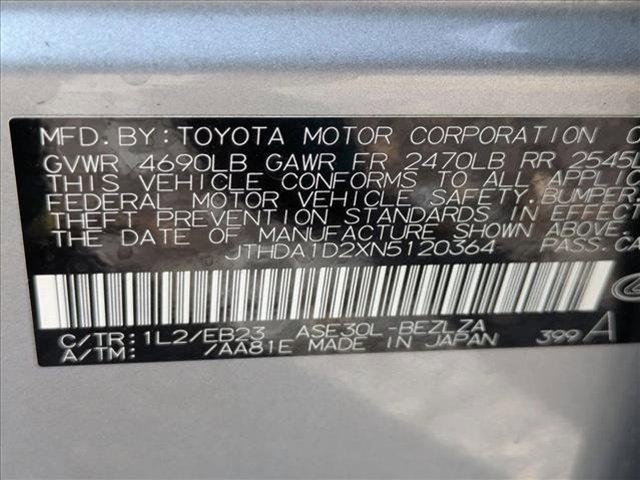 MFD. BY: TOYOTA MOTOR CORPORATION
GVWR 4690LB GAWR FR 2470LB RR 2545
THIS VEHICLE CONFORMS TO ALL APPLIC
FEDERAL MOTOR VEHICLE SAFETY, BUMPER
THEFT PREVENTION STANDARDS IN EFFECT
THE DATE OF MANUFACTURE SHOWN ABOVE.
JTHDA1D2XN5120364 PASS.CA
C/TR: 1L2/EB23 ASE30L-BEZLZA
A/TM: /AA81E MADE IN JAPAN 399 A